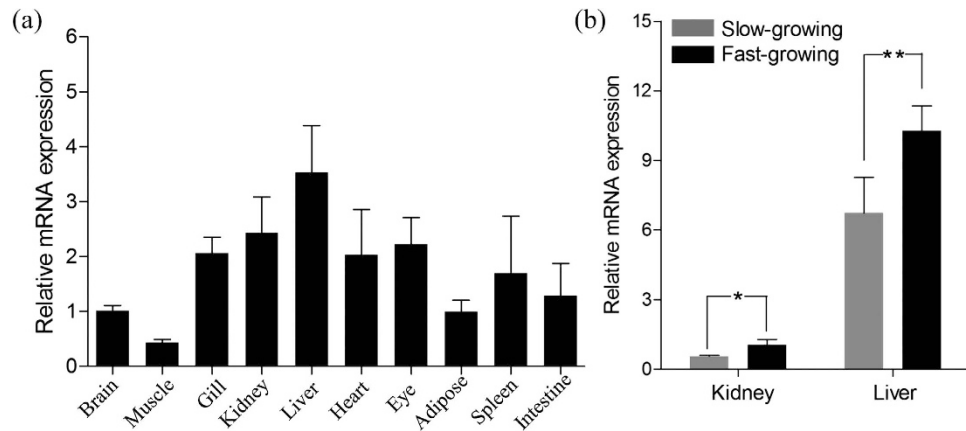 (a)
Relative mRNA expression
6
5
4
3
2
1
0
Brain
Muscle
Gill
Kidney
Liver
Heart
Eye
Adipose
Spleen
Intestine
(b)
Relative mRNA expression
15
12
9
6
3
0
Slow-growing
Fast-growing
*
**
Kidney
Liver